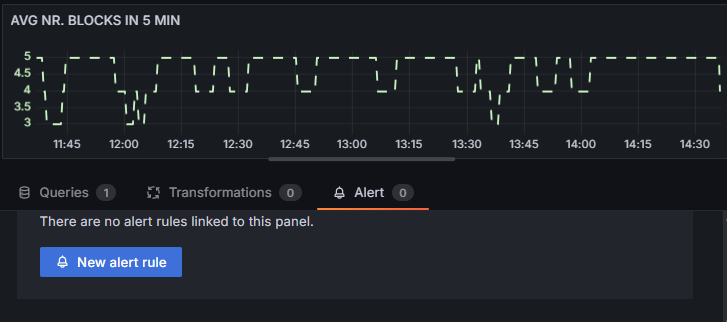 AVG NR. BLOCKS IN 5 MIN
5
4.5
4
3.5
3
11:45 12:00 12:15 12:30 12:45 13:00 13:15 13:30 13:45 14:00 14:15 14:30
Queries 1 Transformations 0 Alert 0
There are no alert rules linked to this panel.
New alert rule